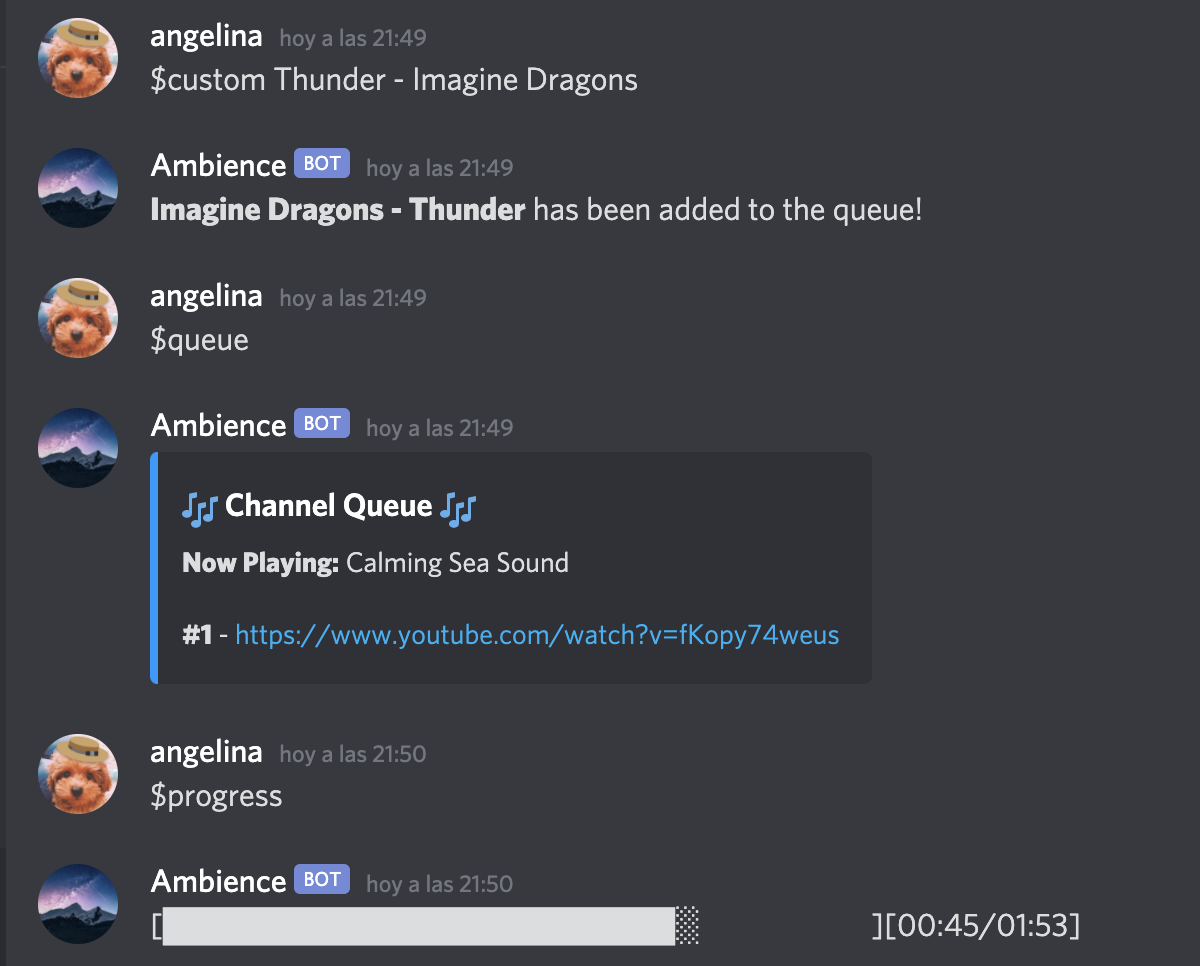 angelina hoy a las 21:49
$custom Thunder - Imagine Dragons
Ambience BOT hoy a las 21:49
Imagine Dragons - Thunder has been added to the queue!
angelina hoy a las 21:49
$queue
Ambience BOT hoy a las 21:49
🎶 Channel Queue 🎶
Now Playing: Calming Sea Sound
#1 - https://www.youtube.com/watch?v=fKopy74weus
angelina hoy a las 21:50
$progress
Ambience BOT hoy a las 21:50
[████████████████████░ ][00:45/01:53]